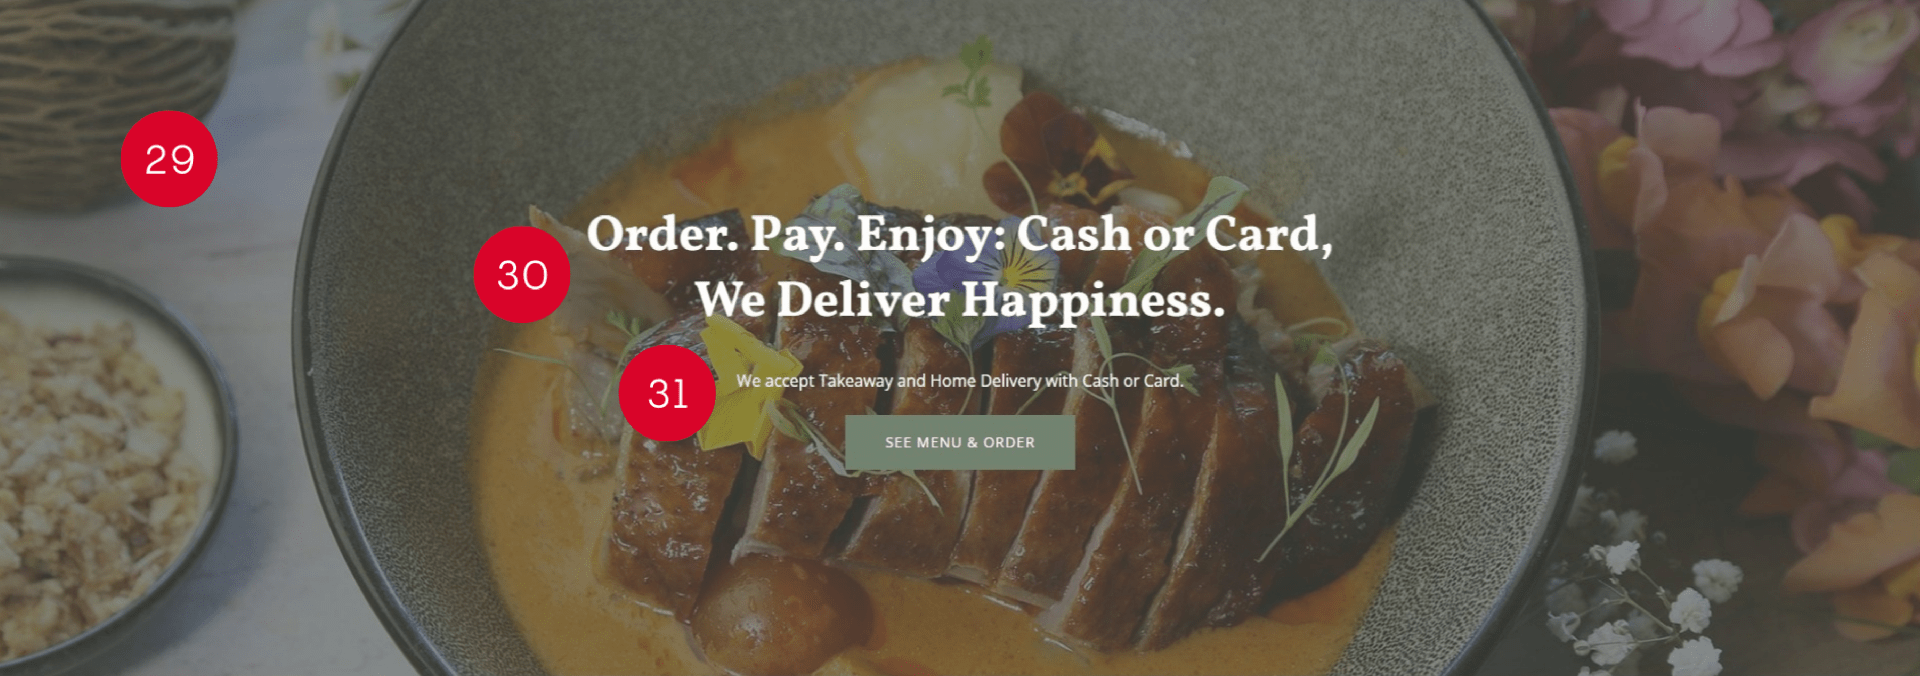 29
30
Order. Pay. Enjoy: Cash or Card,
We Deliver Happiness.
31
We accept Takeaway and Home Delivery with Cash or Card.
SEE MENU & ORDER